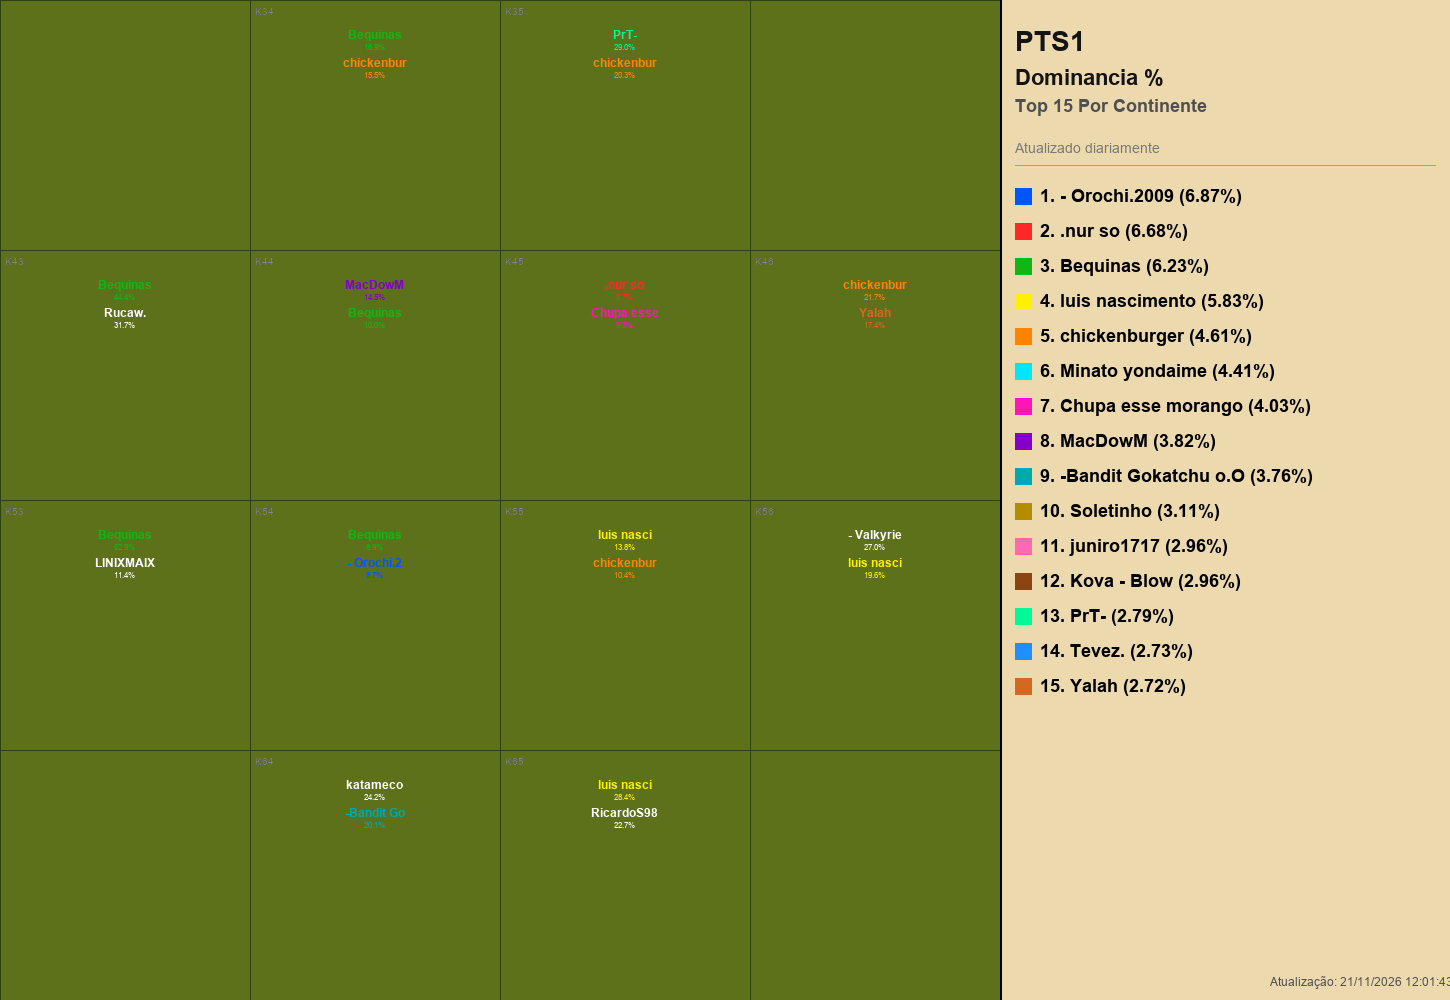 K34
Bequinas
chickenbur
15.5%
K35
PrT-
29.0%
chickenbur
20.3%
K43
Bequinas
Rucaw.
31.7%
K44
MacDowM
14.5%
Bequinas
K45
.nur so
Chupa esse
K46
chickenbur
21.7%
Yalah
17.4%
K53
Bequinas
LINIXMAIX
11.4%
K54
Bequinas
- Orochi.2
K55
luis nasci
13.8%
chickenbur
10.4%
K56
- Valkyrie
27.0%
luis nasci
19.6%
K64
katameco
24.2%
-Bandit Go
20.1%
K65
luis nasci
28.4%
RicardoS98
22.7%
PTS1
Dominancia %
Top 15 Por Continente
Atualizado diariamente
1. - Orochi.2009 (6.87%)
2. .nur so (6.68%)
3. Bequinas (6.23%)
4. luis nascimento (5.83%)
5. chickenburger (4.61%)
6. Minato yondaime (4.41%)
7. Chupa esse morango (4.03%)
8. MacDowM (3.82%)
9. -Bandit Gokatchu o.O (3.76%)
10. Soletinho (3.11%)
11. juniro1717 (2.96%)
12. Kova - Blow (2.96%)
13. PrT- (2.79%)
14. Tevez. (2.73%)
15. Yalah (2.72%)
Atualização: 21/11/2026 12:01:43